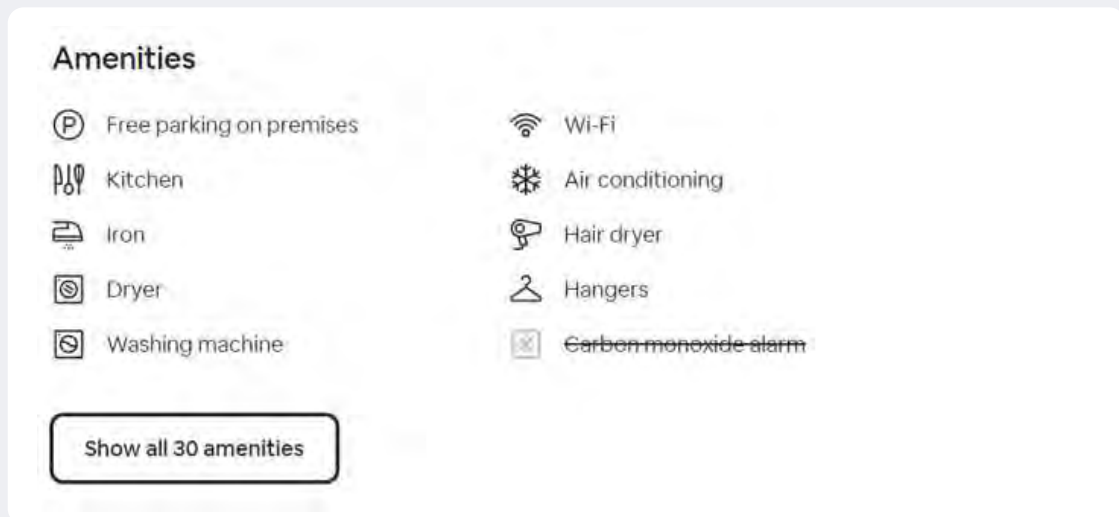 Amenities
Free parking on premises
Wi-Fi
Kitchen
Air conditioning
Iron
Hair dryer
Dryer
Hangers
Washing machine
Carbon monoxide alarm
Show all 30 amenities